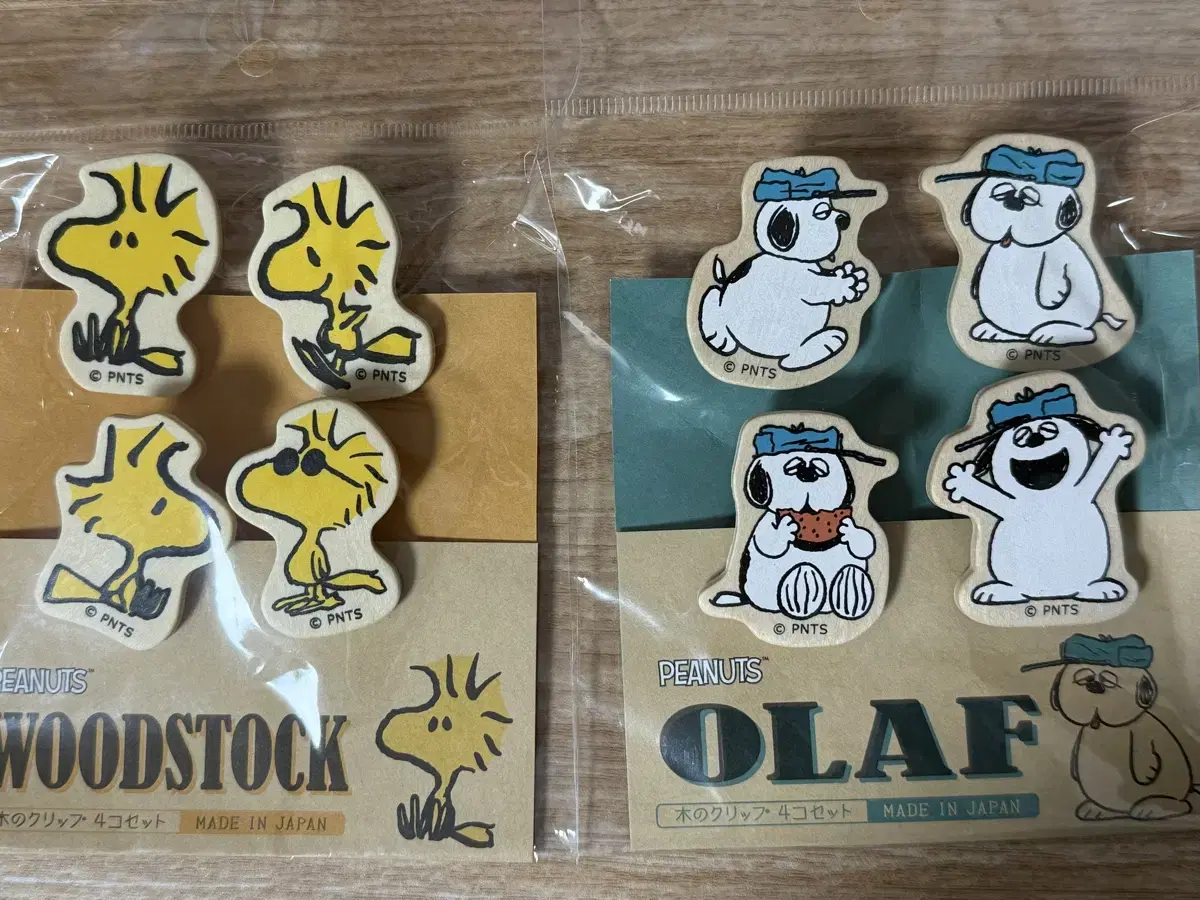 © PNTS
© PNTS
© PNTS
© PNTS
PEANUTS™
WOODSTOCK
木のクリップ 4コセット
MADE IN JAPAN
© PNTS
© PNTS
© PNTS
© PNTS
PEANUTS™
OLAF
木のクリップ 4コセット
MADE IN JAPAN